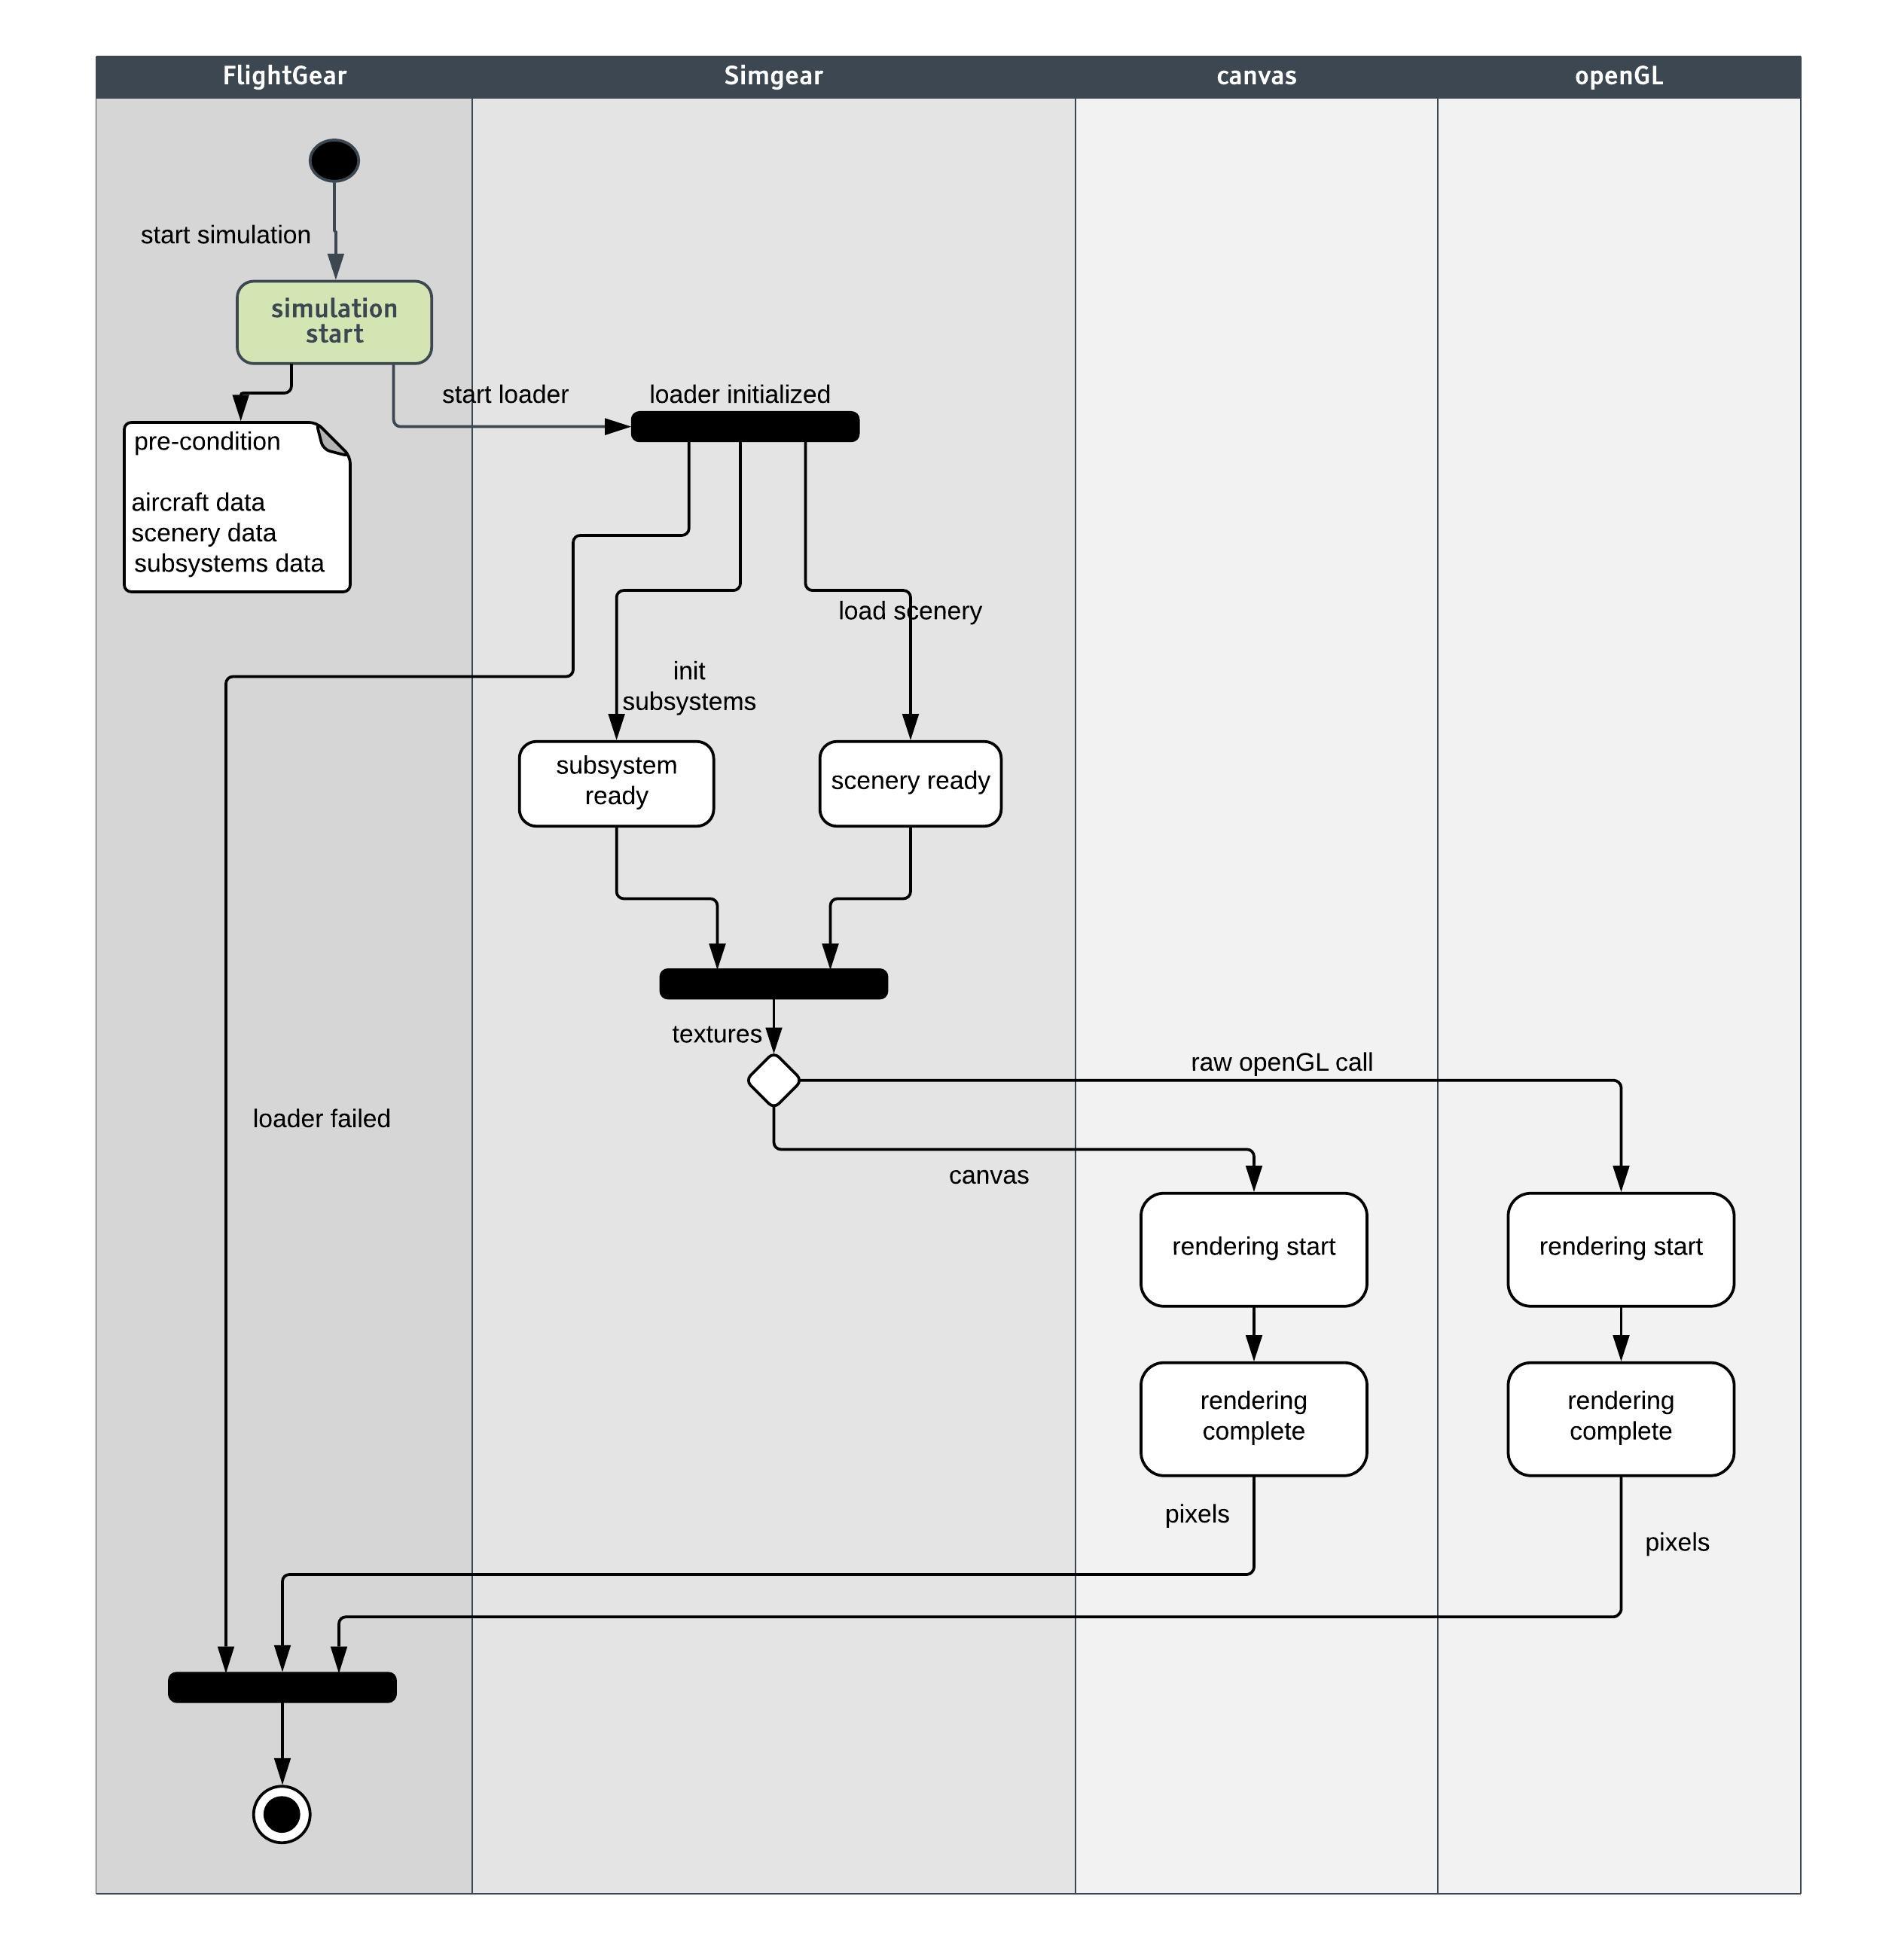 FlightGear
Simgear
canvas
openGL
start simulation
simulation
start
start loader
loader initialized
pre-condition
aircraft data
scenery data
subsystems data
load scenery
init
subsystems
subsystem
ready
scenery ready
textures
raw openGL call
loader failed
canvas
rendering start
rendering start
rendering
complete
rendering
complete
pixels
pixels